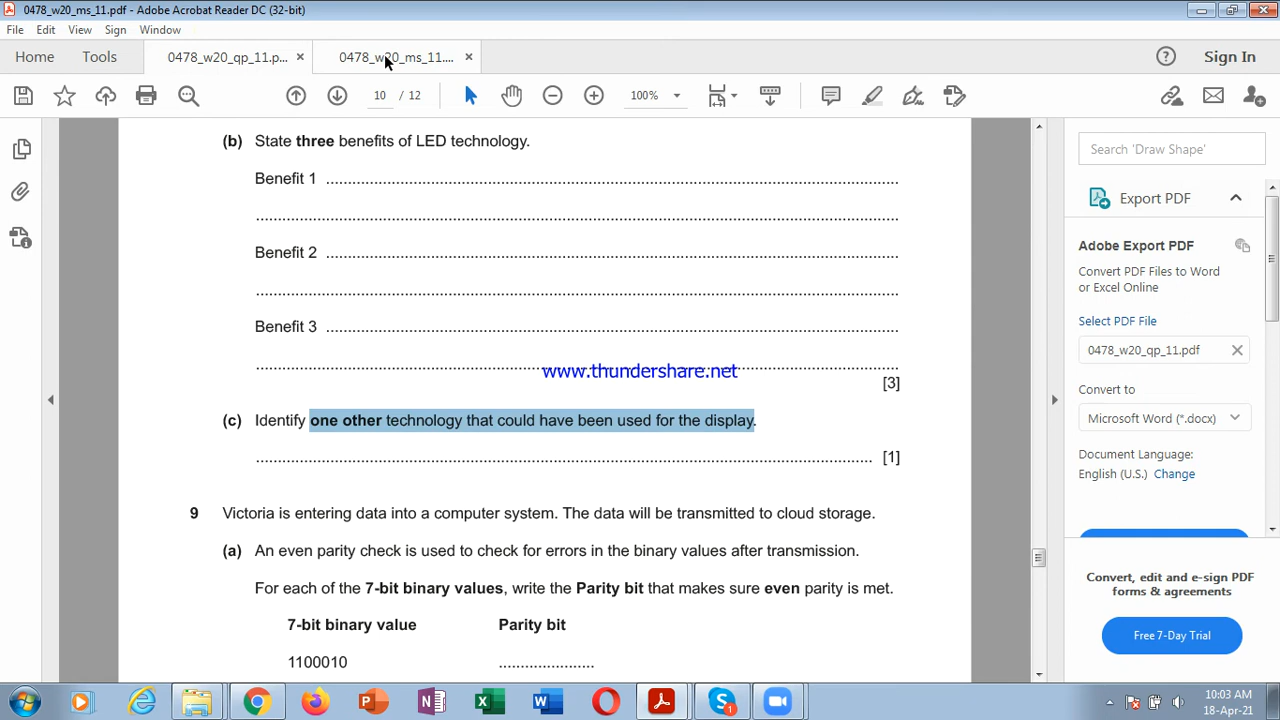 0478_w20_ms_11.pdf - Adobe Acrobat Reader DC (32-bit)
File Edit View Sign Window
Home Tools 0478_w20_qp_11.p... × 0478_w20_ms_11.... × Sign In
10 / 12 100%
(b) State three benefits of LED technology.
Benefit 1 ..........................................................................................
..........................................................................................
Benefit 2 ..........................................................................................
..........................................................................................
Benefit 3 ..........................................................................................
..........................................................................................
www.thundershare.net
[3]
(c) Identify one other technology that could have been used for the display.
.......................................................................................... [1]
9 Victoria is entering data into a computer system. The data will be transmitted to cloud storage.
(a) An even parity check is used to check for errors in the binary values after transmission.
For each of the 7-bit binary values, write the Parity bit that makes sure even parity is met.
7-bit binary value Parity bit
1100010 ......................
Search 'Draw Shape'
Export PDF
Adobe Export PDF
Convert PDF Files to Word
or Excel Online
Select PDF File
0478_w20_qp_11.pdf ×
Convert to
Microsoft Word (*.docx)
Document Language:
English (U.S.) Change
Convert, edit and e-sign PDF
forms & agreements
Free 7-Day Trial
10:03 AM
18-Apr-21